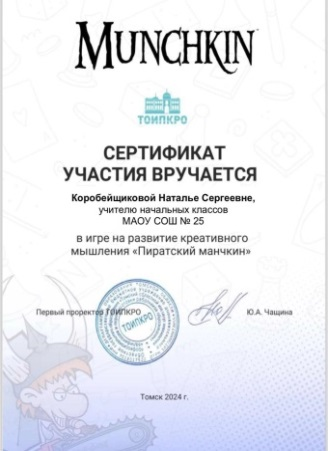 MUNCHKIN
ТОИПКРО
СЕРТИФИКАТ
УЧАСТИЯ ВРУЧАЕТСЯ
Коробейщиковой Наталье Сергеевне,
учителю начальных классов
МАОУ СОШ № 25
в игре на развитие креативного
мышления «Пиратский манчкин»
Первый проректор ТОИПКРО
Ю.А. Чащина
ТОИПКРО
Томск 2024 г.